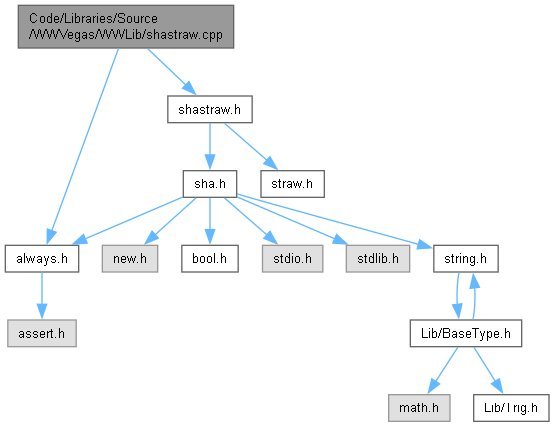 Code/Libraries/Source
/WWVegas/WWLib/shastraw.cpp
shastraw.h
sha.h
straw.h
always.h
new.h
bool.h
stdio.h
stdlib.h
string.h
assert.h
Lib/BaseType.h
math.h
Lib/Trig.h